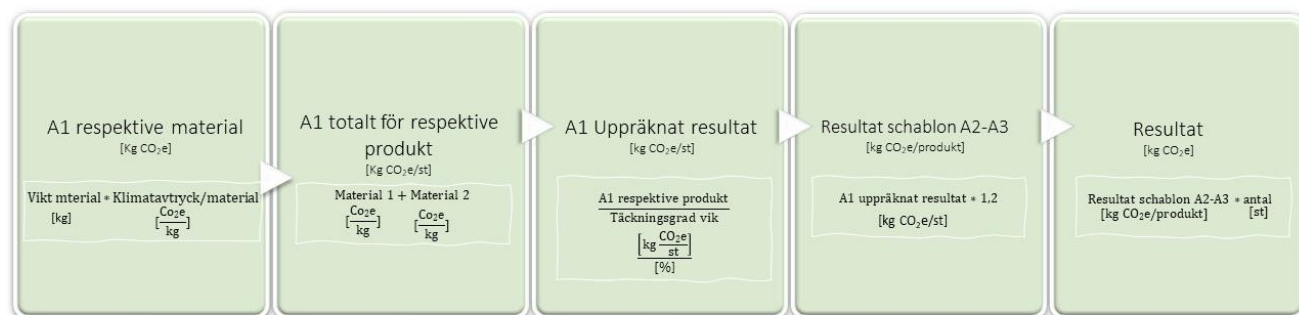 A1 respektive material
[Kg CO₂e]
Vikt mterial * Klimatavtryck/material
[kg] [Co₂e/kg]
A1 totalt för respektive
produkt
[Kg CO₂e/st]
Material 1 + Material 2
[Co₂e/kg] [Co₂e/kg]
A1 Uppräknat resultat
[kg CO₂e/st]
A1 respektive produkt
Täckningsgrad vik
[kg CO₂e/st]
[%]
Resultat schablon A2-A3
[kg CO₂e/produkt]
A1 uppräknat resultat * 1,2
[kg CO₂e/st]
Resultat
[kg CO₂e]
Resultat schablon A2-A3 * antal
[kg CO₂e/produkt] [st]